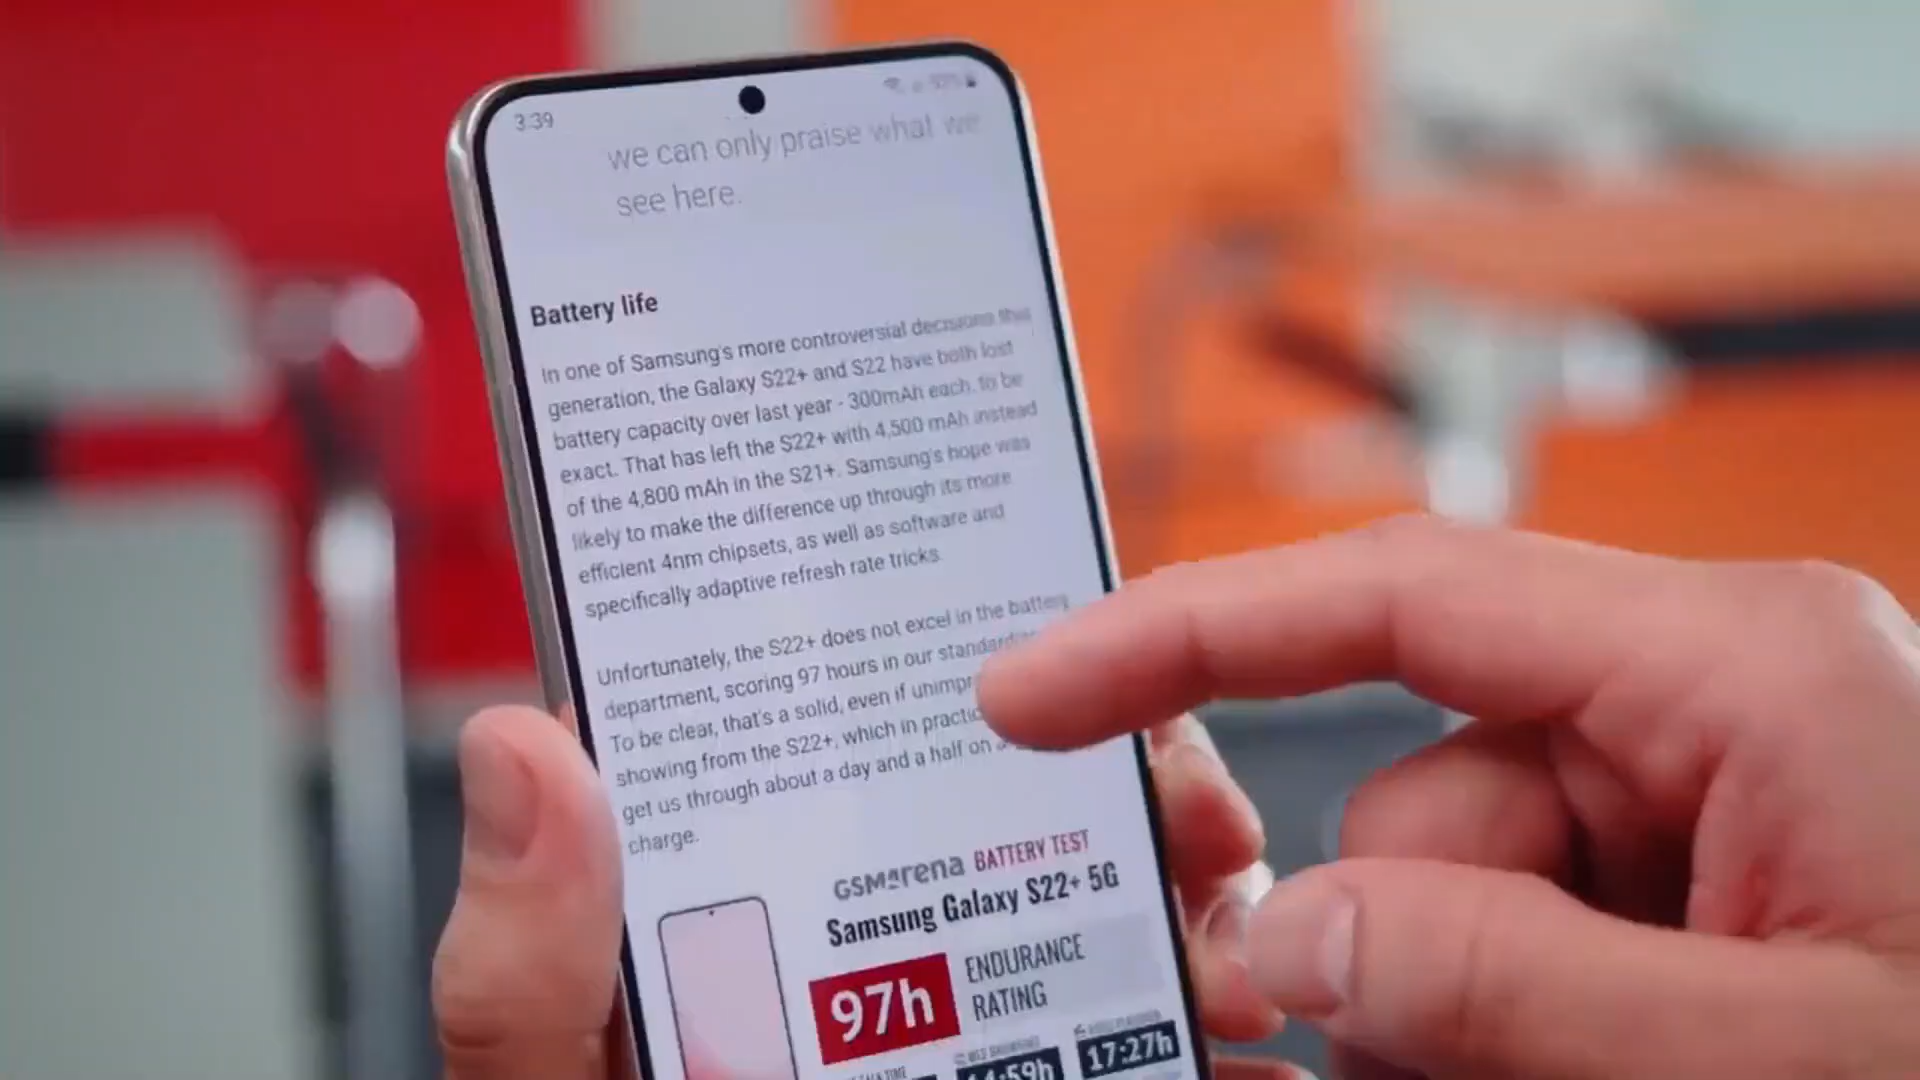 3:39
we can only praise what we
see here.
Battery life
In one of Samsung's more controversial decisions this
generation, the Galaxy S22+ and S22 have both lost
battery capacity over last year - 300mAh each, to be
exact. That has left the S22+ with 4,500 mAh instead
of the 4,800 mAh in the S21+. Samsung's hope was
likely to make the difference up through its more
efficient 4nm chipsets, as well as software and
specifically adaptive refresh rate tricks.
Unfortunately, the S22+ does not excel in the battery
department, scoring 97 hours in our
To be clear, that's a solid, even if
showing from the S22+, which in
get us through about a day and a half on
charge.
GSMarena BATTERY TEST
Samsung Galaxy S22+ 5G
97h
ENDURANCE
RATING
17:27h